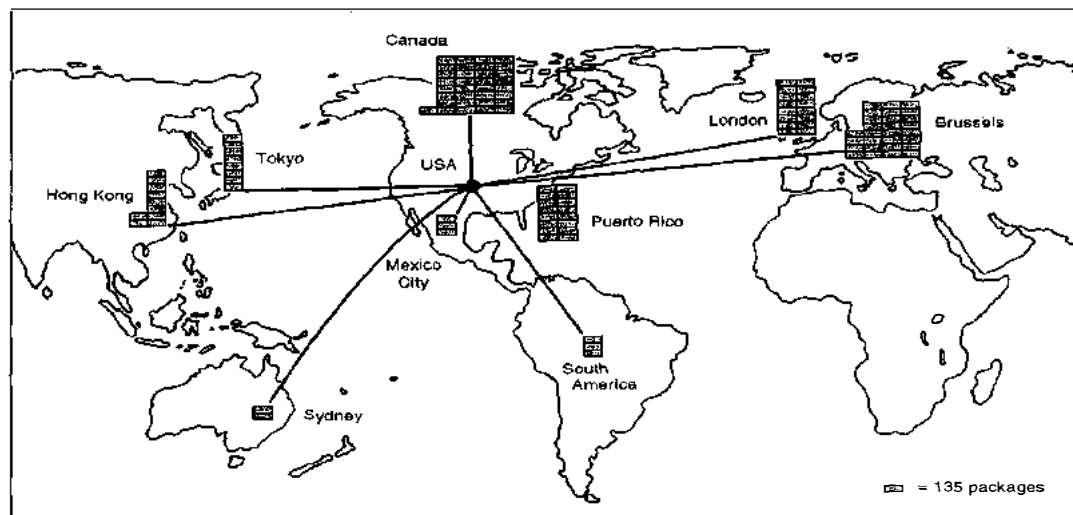 Canada
London
Brussels
Tokyo
USA
Hong Kong
Puerto Rico
Mexico
City
South
America
Sydney
= 135 packages